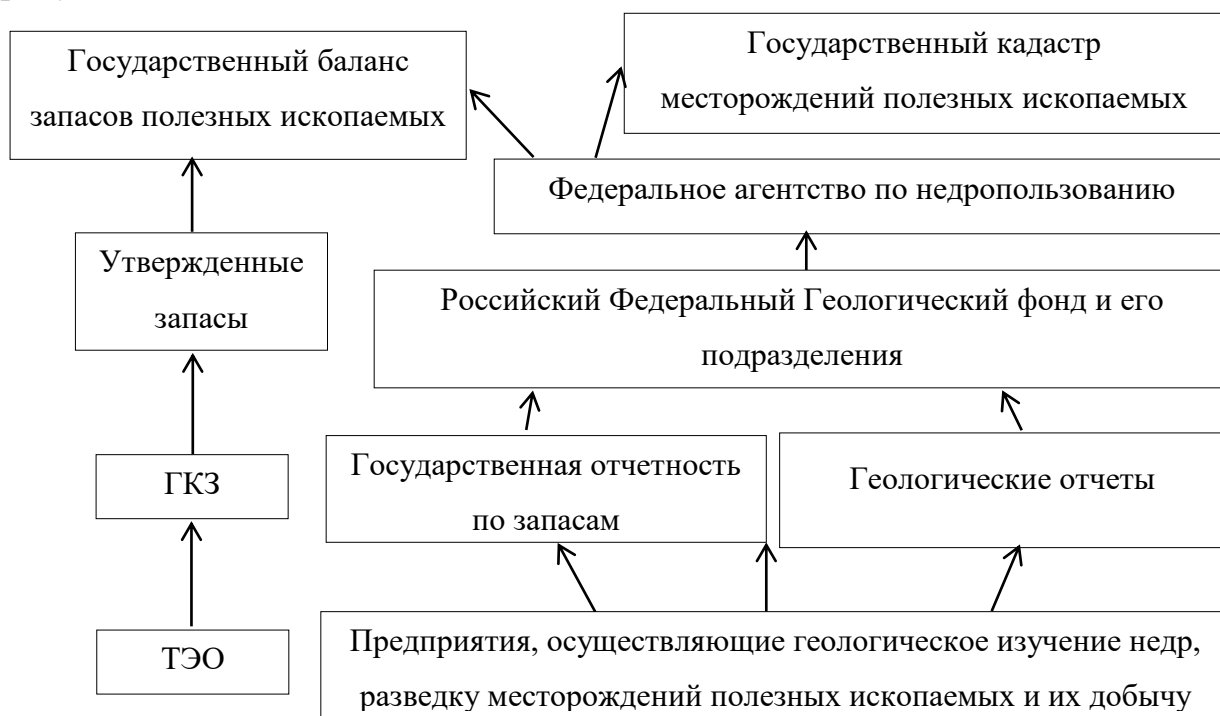 Государственный баланс
запасов полезных ископаемых
Государственный кадастр
месторождений полезных ископаемых
Федеральное агентство по недропользованию
Утвержденные
запасы
Российский Федеральный Геологический фонд и его
подразделения
ГКЗ
Государственная отчетность
по запасам
Геологические отчеты
ТЭО
Предприятия, осуществляющие геологическое изучение недр,
разведку месторождений полезных ископаемых и их добычу